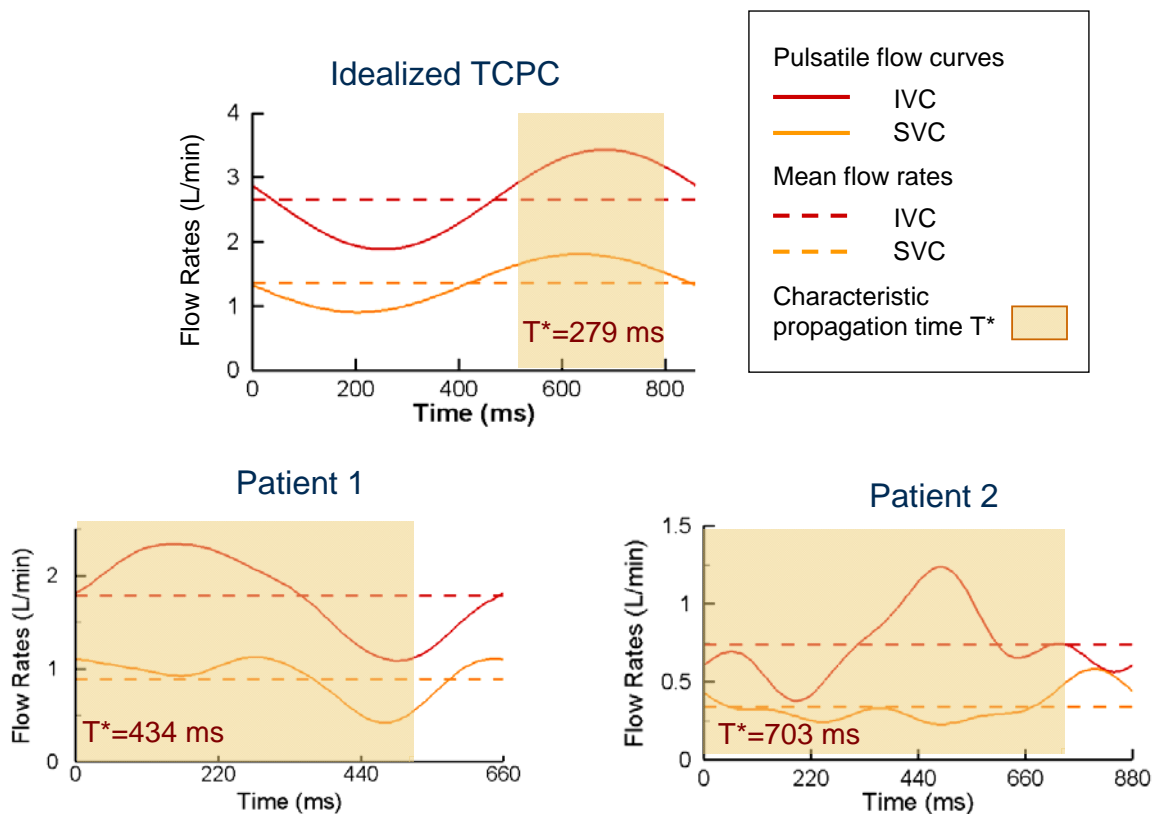 Idealized TCPC
Flow Rates (L/min)
4
3
2
1
0
T*=279 ms
0 200 400 600 800
Time (ms)
Pulsatile flow curves
IVC
SVC
Mean flow rates
IVC
SVC
Characteristic
propagation time T*
Patient 1
Flow Rates (L/min)
2
1
0
T*=434 ms
0 220 440 660
Time (ms)
Patient 2
Flow Rates (L/min)
1.5
1
0.5
0
T*=703 ms
0 220 440 660 880
Time (ms)